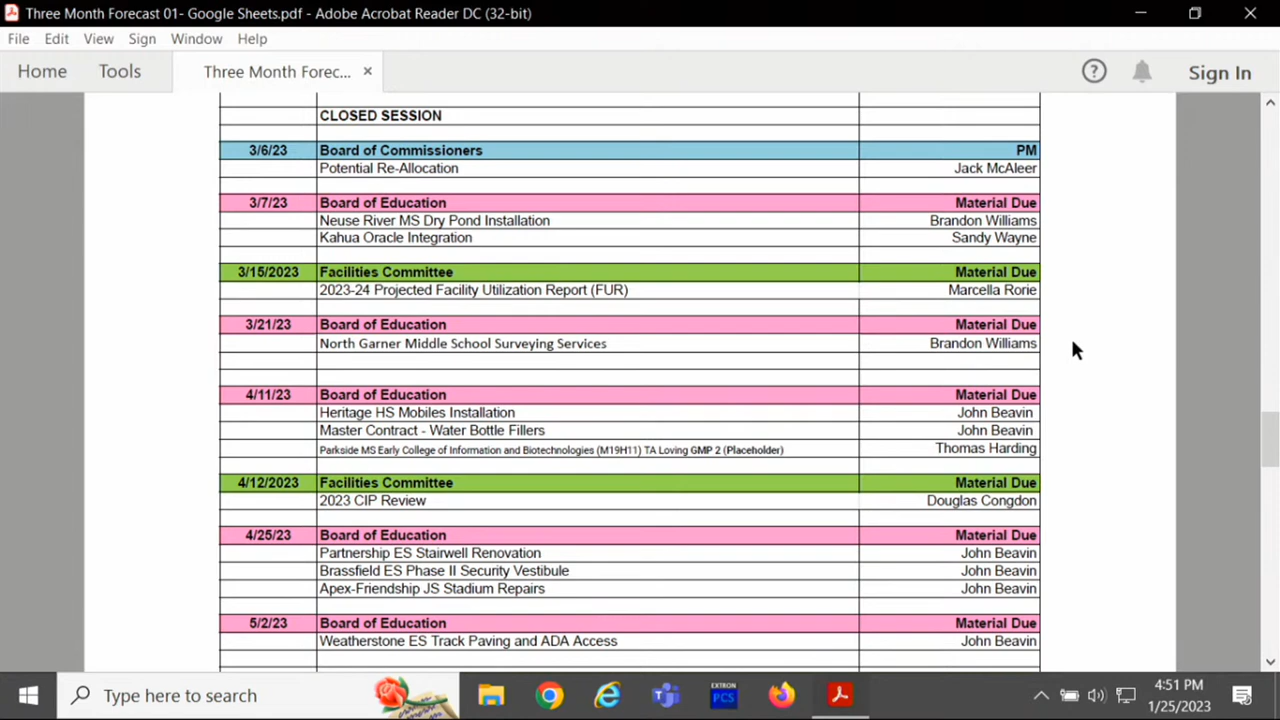 Three Month Forecast 01- Google Sheets.pdf - Adobe Acrobat Reader DC (32-bit)
File Edit View Sign Window Help
Home Tools Three Month Forec... × ? Sign In
CLOSED SESSION
3/6/23 Board of Commissioners PM
Potential Re-Allocation Jack McAleer
3/7/23 Board of Education Material Due
Neuse River MS Dry Pond Installation Brandon Williams
Kahua Oracle Integration Sandy Wayne
3/15/2023 Facilities Committee Material Due
2023-24 Projected Facility Utilization Report (FUR) Marcella Rorie
3/21/23 Board of Education Material Due
North Garner Middle School Surveying Services Brandon Williams
4/11/23 Board of Education Material Due
Heritage HS Mobiles Installation John Beavin
Master Contract - Water Bottle Fillers John Beavin
Parkside MS Early College of Information and Biotechnologies (M19H11) TA Loving GMP 2 (Placeholder) Thomas Harding
4/12/2023 Facilities Committee Material Due
2023 CIP Review Douglas Congdon
4/25/23 Board of Education Material Due
Partnership ES Stairwell Renovation John Beavin
Brassfield ES Phase II Security Vestibule John Beavin
Apex-Friendship JS Stadium Repairs John Beavin
5/2/23 Board of Education Material Due
Weatherstone ES Track Paving and ADA Access John Beavin
Type here to search EXTRON PCS 4:51 PM
1/25/2023